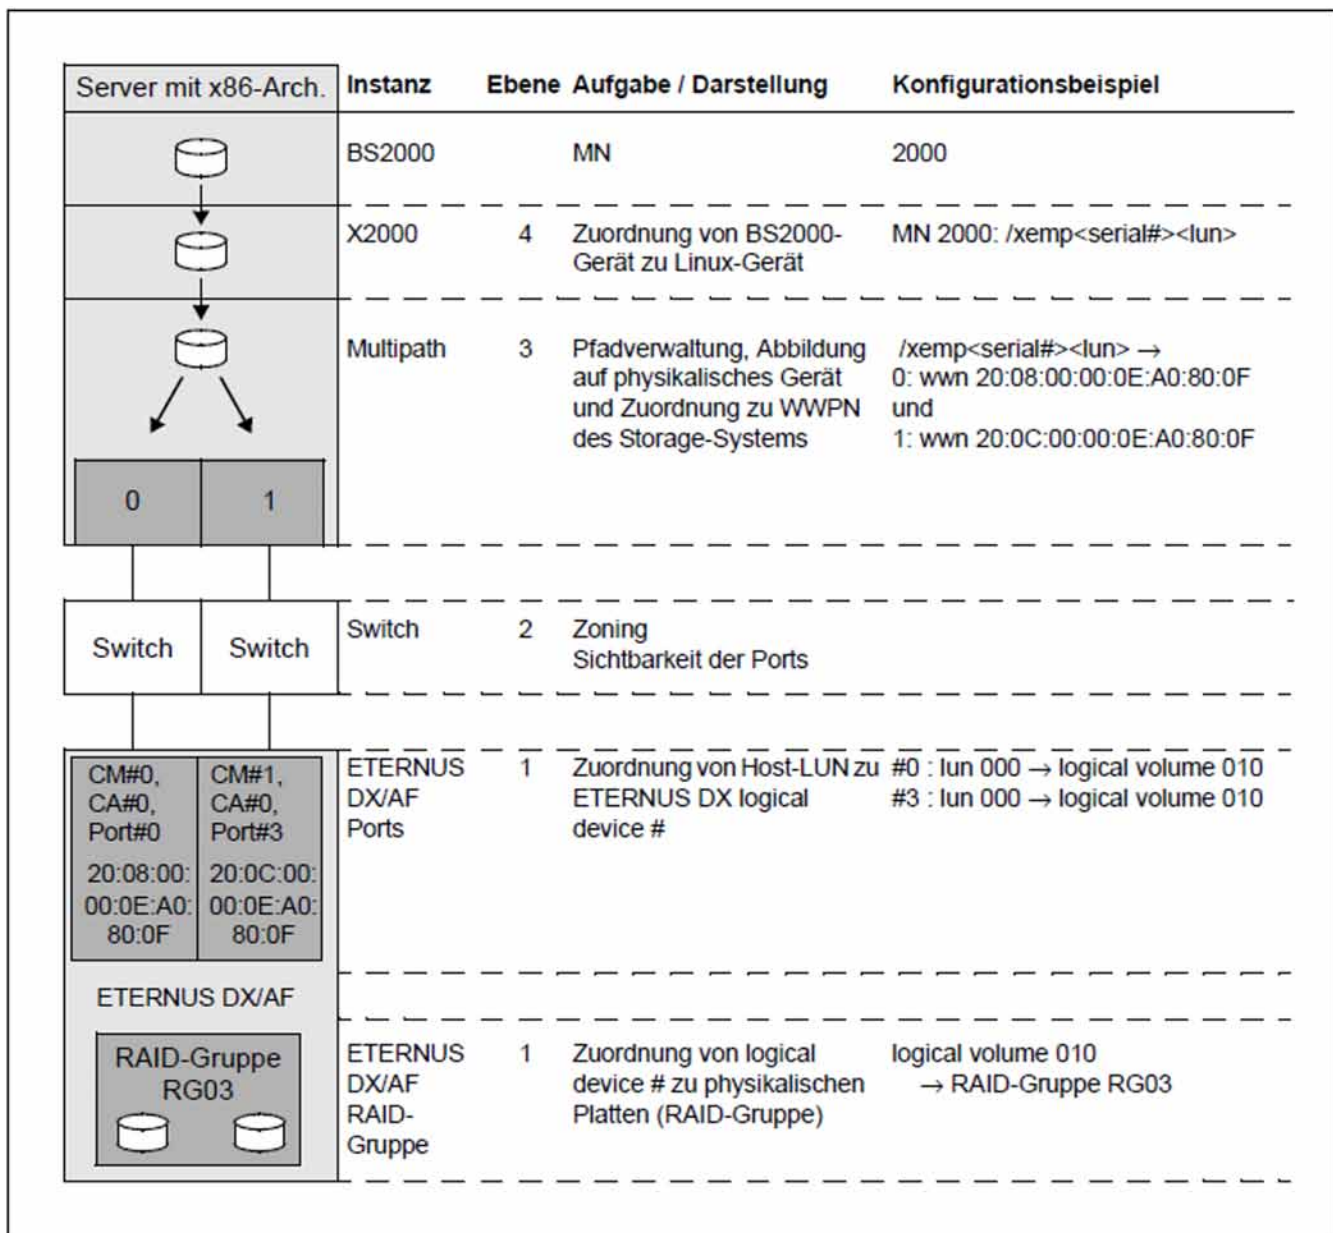 Server mit x86-Arch. Instanz Ebene Aufgabe / Darstellung Konfigurationsbeispiel
BS2000 MN 2000
X2000 4 Zuordnung von BS2000- MN 2000: /xemp<serial#><lun>
Gerät zu Linux-Gerät
Multipath 3 Pfadverwaltung, Abbildung /xemp<serial#><lun> →
auf physikalisches Gerät 0: wwn 20:08:00:00:0E:A0:80:0F
und Zuordnung zu WWPN und
des Storage-Systems 1: wwn 20:0C:00:00:0E:A0:80:0F
0 1
Switch Switch
Switch 2 Zoning
Sichtbarkeit der Ports
CM#0, CM#1,
CA#0, CA#0,
Port#0 Port#3
20:08:00: 20:0C:00:
00:0E:A0: 00:0E:A0:
80:0F 80:0F
ETERNUS 1 Zuordnung von Host-LUN zu #0 : lun 000 → logical volume 010
DX/AF ETERNUS DX logical #3 : lun 000 → logical volume 010
Ports device #
ETERNUS DX/AF
RAID-Gruppe
RG03
ETERNUS 1 Zuordnung von logical logical volume 010
DX/AF device # zu physikalischen → RAID-Gruppe RG03
RAID- Platten (RAID-Gruppe)
Gruppe